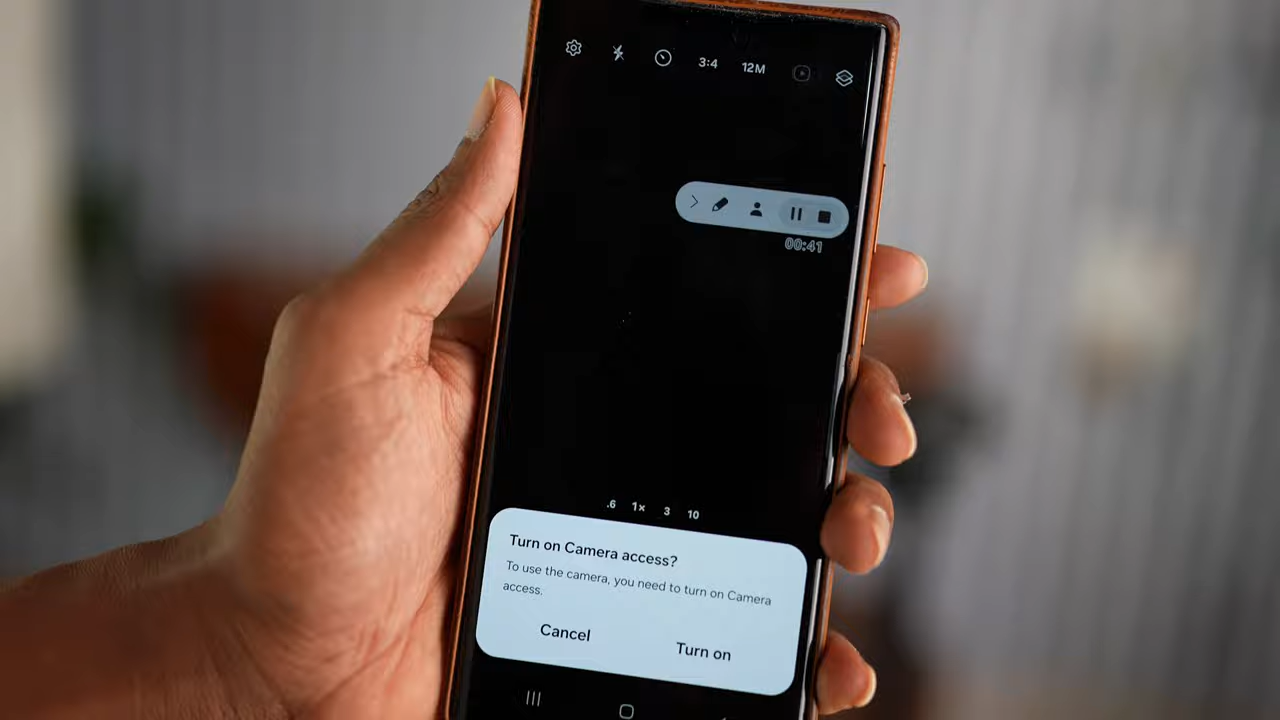 3:4 12M
00:41
.6 1× 3 10
Turn on Camera access?
To use the camera, you need to turn on Camera
access.
Cancel Turn on